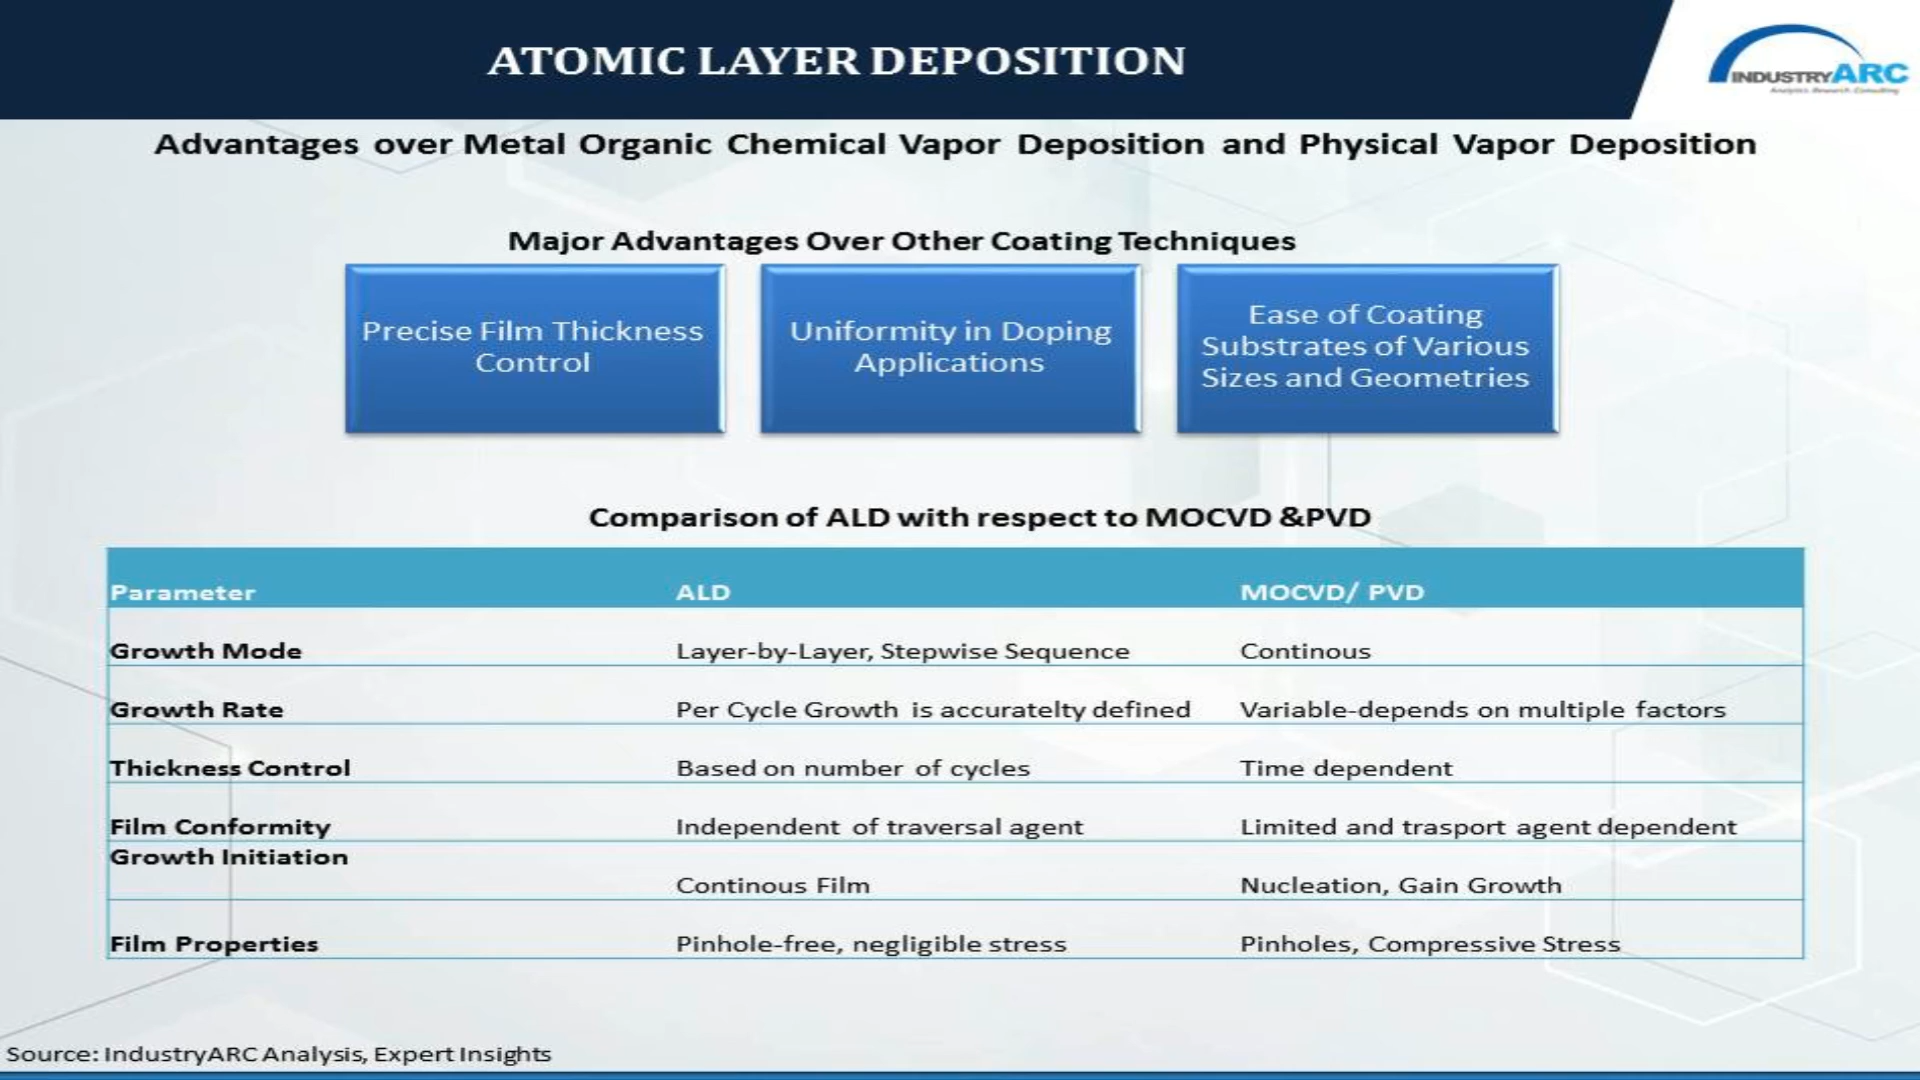 ATOMIC LAYER DEPOSITION
INDUSTRYARC
Analytics. Research. Consulting
Advantages over Metal Organic Chemical Vapor Deposition and Physical Vapor Deposition
Major Advantages Over Other Coating Techniques
Precise Film Thickness
Control
Uniformity in Doping
Applications
Ease of Coating
Substrates of Various
Sizes and Geometries
Comparison of ALD with respect to MOCVD &PVD
Parameter ALD MOCVD/ PVD
Growth Mode Layer-by-Layer, Stepwise Sequence Continous
Growth Rate Per Cycle Growth is accuratelty defined Variable-depends on multiple factors
Thickness Control Based on number of cycles Time dependent
Film Conformity Independent of traversal agent Limited and trasport agent dependent
Growth Initiation
Continous Film Nucleation, Gain Growth
Film Properties Pinhole-free, negligible stress Pinholes, Compressive Stress
Source: IndustryARC Analysis, Expert Insights